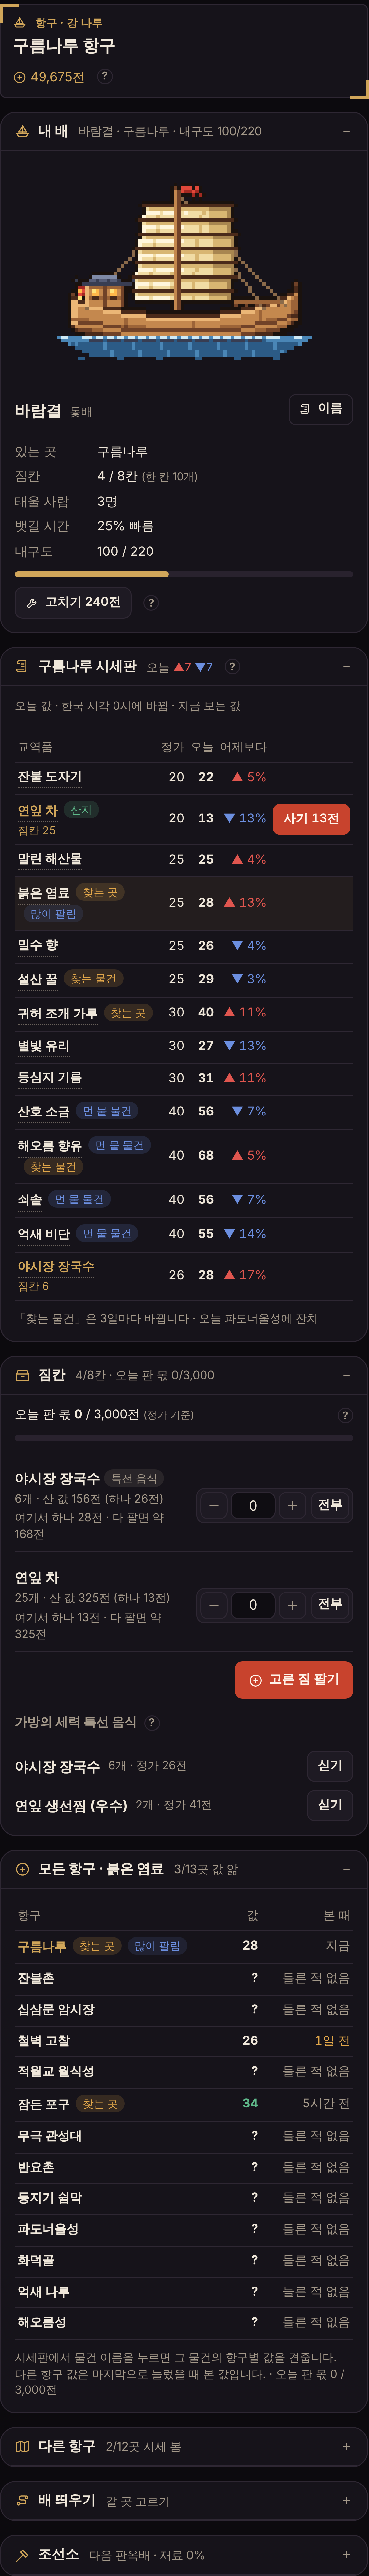 항구 · 강 나루
구름나루 항구
49,675전 ?
내 배 바람결 · 구름나루 · 내구도 100/220 −
바람결 돛배 이름
있는 곳 구름나루
짐칸 4 / 8칸 (한 칸 10개)
태울 사람 3명
뱃길 시간 25% 빠름
내구도 100 / 220
고치기 240전 ?
구름나루 시세판 오늘 ▲7 ▼7 ? −
오늘 값 · 한국 시각 0시에 바뀜 · 지금 보는 값
교역품 정가 오늘 어제보다
잔불 도자기 20 22 ▲ 5%
연잎 차 산지 20 13 ▼ 13% 사기 13전
짐칸 25
말린 해산물 25 25 ▲ 4%
붉은 염료 찾는 곳 25 28 ▲ 13%
많이 팔림
밀수 향 25 26 ▼ 4%
설산 꿀 찾는 물건 25 29 ▼ 3%
귀허 조개 가루 찾는 곳 30 40 ▲ 11%
별빛 유리 30 27 ▼ 13%
등심지 기름 30 31 ▲ 11%
산호 소금 먼 뭍 물건 40 56 ▼ 7%
해오름 향유 먼 뭍 물건 40 68 ▲ 5%
찾는 물건
쇠솥 먼 뭍 물건 40 56 ▼ 7%
억새 비단 먼 뭍 물건 40 55 ▼ 14%
야시장 장국수 26 28 ▲ 17%
짐칸 6
「찾는 물건」은 3일마다 바뀝니다 · 오늘 파도너울성에 잔치
짐칸 4/8칸 · 오늘 판 몫 0/3,000 −
오늘 판 몫 0 / 3,000전 (정가 기준) ?
야시장 장국수 특선 음식
6개 · 산 값 156전 (하나 26전)
여기서 하나 28전 · 다 팔면 약
168전
− 0 + 전부
연잎 차
25개 · 산 값 325전 (하나 13전)
여기서 하나 13전 · 다 팔면 약
325전
− 0 + 전부
고른 짐 팔기
가방의 세력 특선 음식 ?
야시장 장국수 6개 · 정가 26전 싣기
연잎 생선찜 (우수) 2개 · 정가 41전 싣기
모든 항구 · 붉은 염료 3/13곳 값 앎 −
항구 값 본 때
구름나루 찾는 곳 많이 팔림 28 지금
잔불촌 ? 들른 적 없음
십삼문 암시장 ? 들른 적 없음
철벽 고찰 26 1일 전
적월교 월식성 ? 들른 적 없음
잠든 포구 찾는 곳 34 5시간 전
무극 관성대 ? 들른 적 없음
반요촌 ? 들른 적 없음
등지기 쉼막 ? 들른 적 없음
파도너울성 ? 들른 적 없음
화덕골 ? 들른 적 없음
억새 나루 ? 들른 적 없음
해오름성 ? 들른 적 없음
시세판에서 물건 이름을 누르면 그 물건의 항구별 값을 견줍니다.
다른 항구 값은 마지막으로 들렀을 때 본 값입니다. · 오늘 판 몫 0 /
3,000전
다른 항구 2/12곳 시세 봄 +
배 띄우기 갈 곳 고르기 +
조선소 다음 판옥배 · 재료 0% +